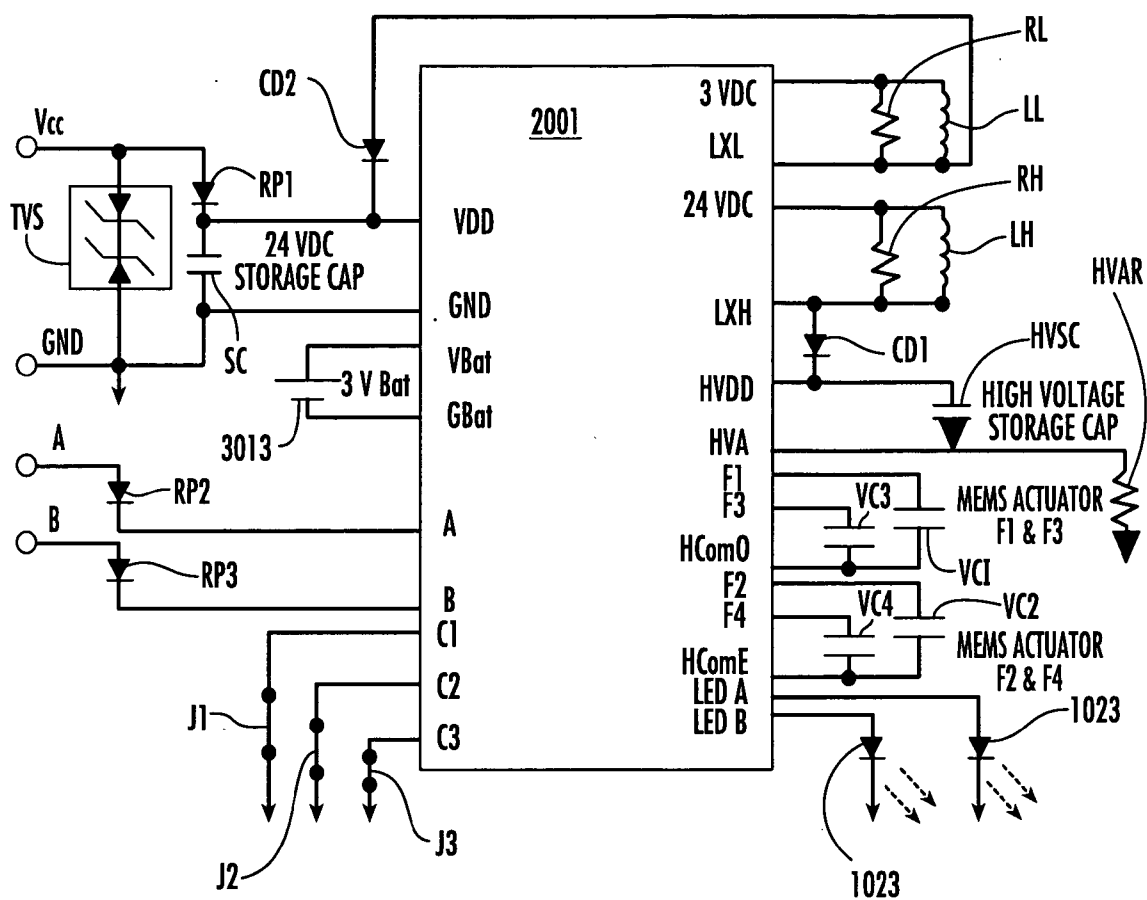 RL
CD2
3 VDC
2001
Vcc
LL
LXL
RP1
RH
24 VDC
TVS
VDD
LH
24 VDC
STORAGE CAP
HVAR
GND
LXH
GND
CD1
HVSC
SC
VBat
3 V Bat
HVDD
HIGH VOLTAGE
STORAGE CAP
GBat
3013
HVA
A
F1
RP2
VC3
MEMS ACTUATOR
F1 & F3
F3
B
A
HComO
VCI
RP3
F2
VC4
VC2
B
F4
C1
MEMS ACTUATOR
F2 & F4
HComE
C2
LED A
1023
J1
LED B
C3
J3
J2
1023